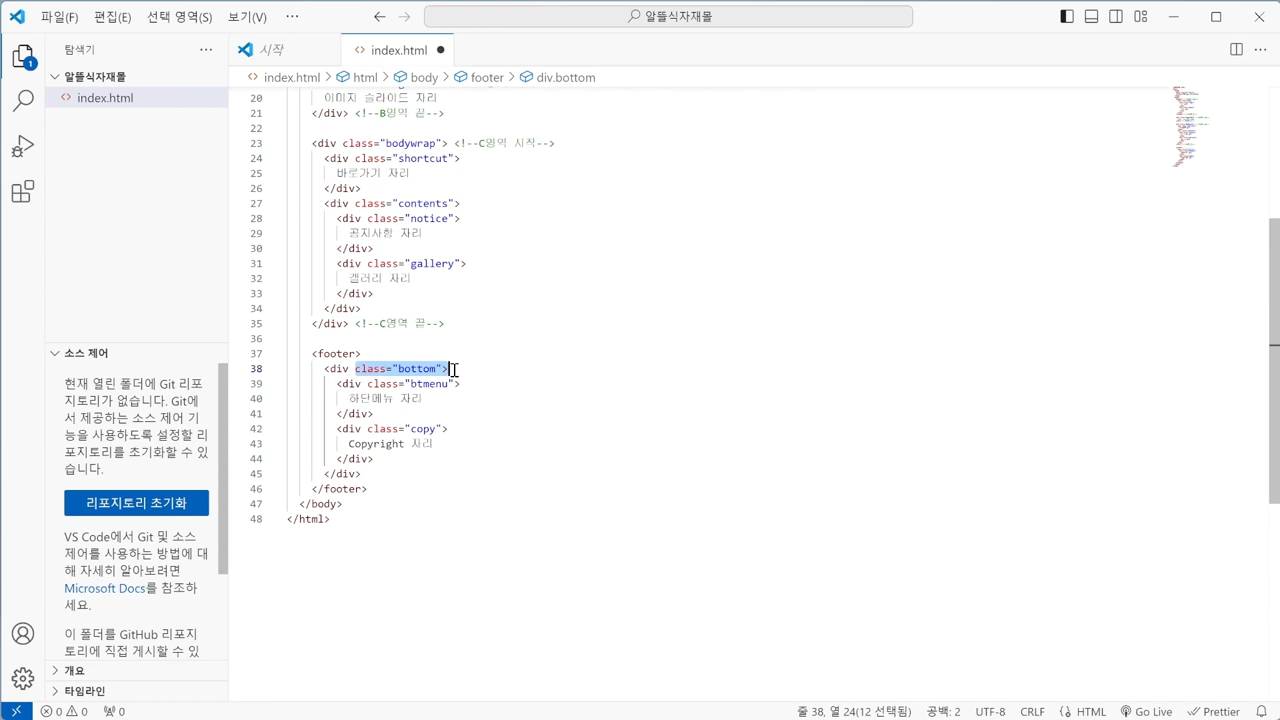 파일(F) 편집(E) 선택 영역(S) 보기(V) ··· 알뜰식자재몰
탐색기 ···
알뜰식자재몰
index.html
시작 index.html
index.html > html > body > footer > div.bottom
20 이미지 슬라이드 자리
21 </div> <!--B영역 끝-->
22
23 <div class="bodywrap"> <!--C영역 시작-->
24 <div class="shortcut">
25 바로가기 자리
26 </div>
27 <div class="contents">
28 <div class="notice">
29 공지사항 자리
30 </div>
31 <div class="gallery">
32 갤러리 자리
33 </div>
34 </div>
35 </div> <!--C영역 끝-->
36
37 <footer>
38 <div class="bottom">
39 <div class="btmenu">
40 하단메뉴 자리
41 </div>
42 <div class="copy">
43 Copyright 자리
44 </div>
45 </div>
46 </footer>
47 </body>
48 </html>
소스 제어
현재 열린 폴더에 Git 리포
지토리가 없습니다. Git에
서 제공하는 소스 제어 기
능을 사용하도록 설정할 리
포지토리를 초기화할 수 있
습니다.
리포지토리 초기화
VS Code에서 Git 및 소스
제어를 사용하는 방법에 대
해 자세히 알아보려면
Microsoft Docs를 참조하
세요.
이 폴더를 GitHub 리포지
토리에 직접 게시할 수 있
개요
타임라인
1
0 0 0 줄 38, 열 24(12 선택됨) 공백: 2 UTF-8 CRLF HTML Go Live Prettier